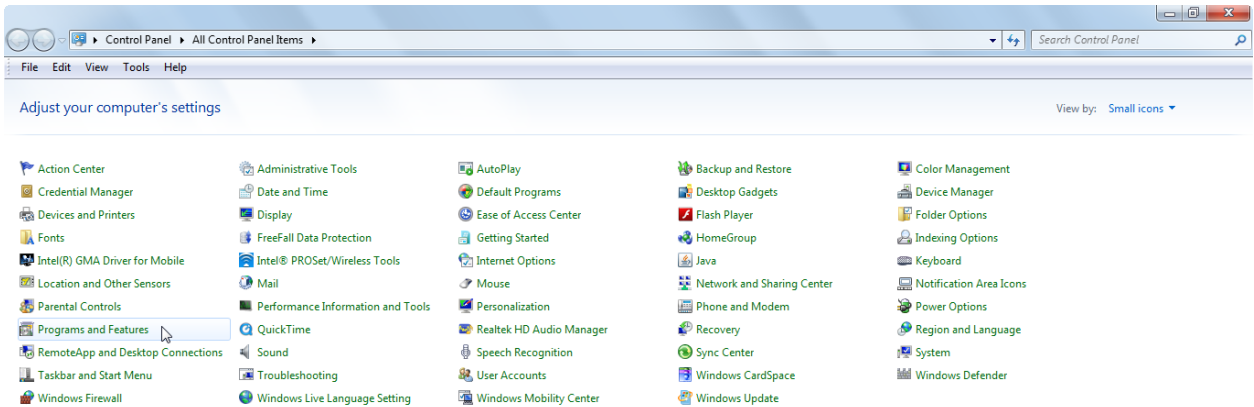 Control Panel All Control Panel Items Search Control Panel
File Edit View Tools Help
Adjust your computer's settings View by: Small icons
Action Center Administrative Tools AutoPlay Backup and Restore Color Management
Credential Manager Date and Time Default Programs Desktop Gadgets Device Manager
Devices and Printers Display Ease of Access Center Flash Player Folder Options
Fonts FreeFall Data Protection Getting Started HomeGroup Indexing Options
Intel(R) GMA Driver for Mobile Intel® PROSet/Wireless Tools Internet Options Java Keyboard
Location and Other Sensors Mail Mouse Network and Sharing Center Notification Area Icons
Parental Controls Performance Information and Tools Personalization Phone and Modem Power Options
Programs and Features QuickTime Realtek HD Audio Manager Recovery Region and Language
RemoteApp and Desktop Connections Sound Speech Recognition Sync Center System
Taskbar and Start Menu Troubleshooting User Accounts Windows CardSpace Windows Defender
Windows Firewall Windows Live Language Setting Windows Mobility Center Windows Update